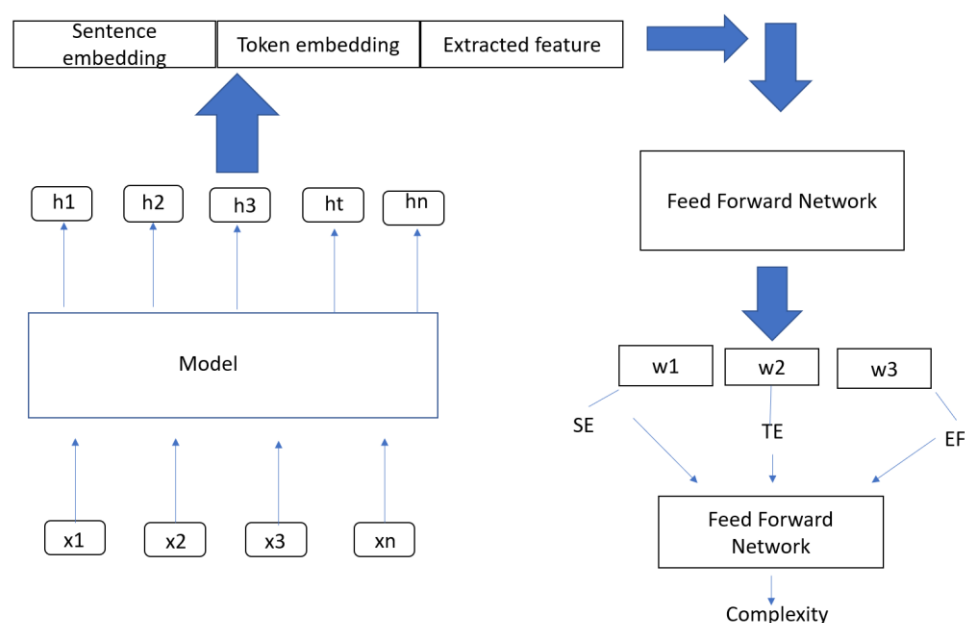 Sentence
embedding
Token embedding
Extracted feature
h1
h2
h3
ht
hn
Model
x1
x2
x3
xn
Feed Forward Network
w1
w2
w3
SE
TE
EF
Feed Forward
Network
Complexity